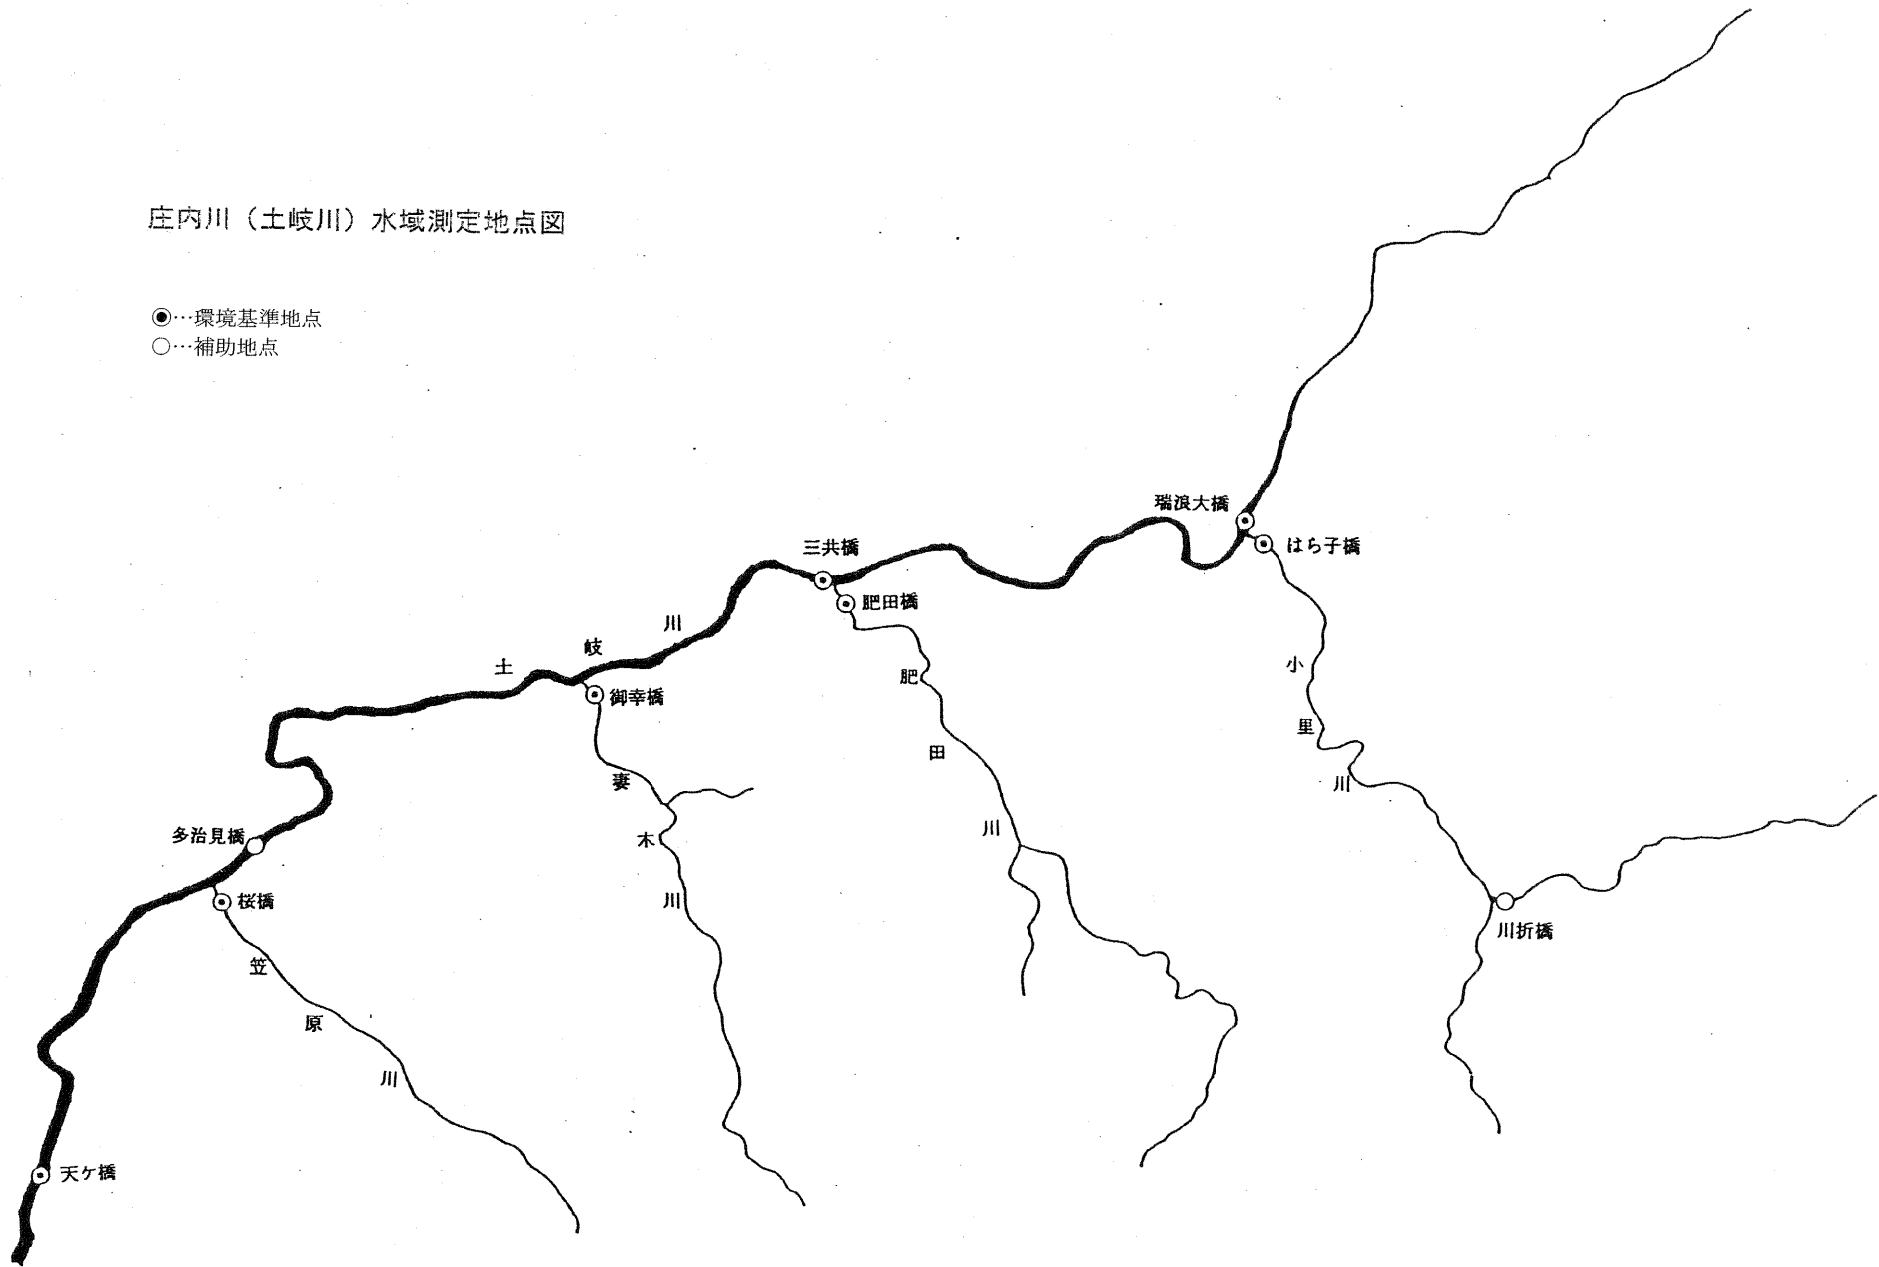 庄内川（土岐川）水域測定地点図
◉…環境基準地点
○…補助地点
瑞浪大橋
はら子橋
三共橋
肥田橋
土岐川
御幸橋
小里川
肥田川
妻木川
多治見橋
桜橋
川折橋
笠原川
天ケ橋